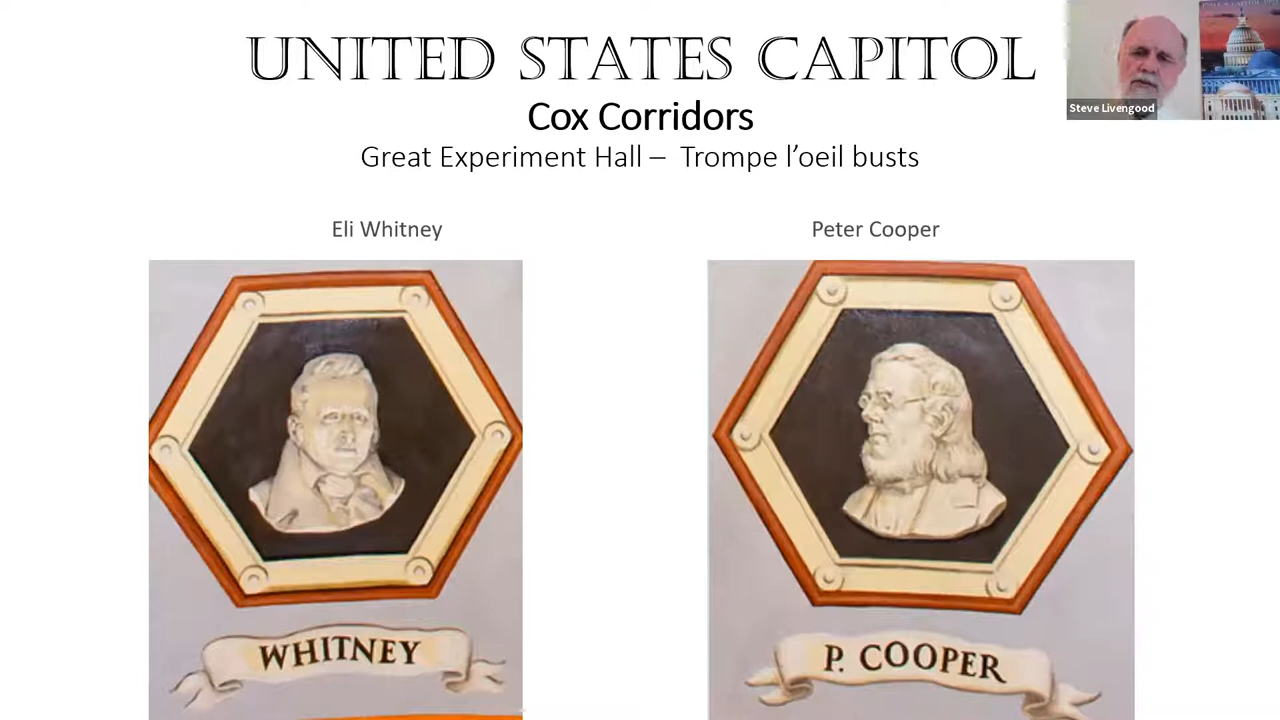 UNITED STATES CAPITOL
Cox Corridors
Great Experiment Hall – Trompe l’oeil busts
Steve Livengood
Eli Whitney
Peter Cooper
WHITNEY
P. COOPER